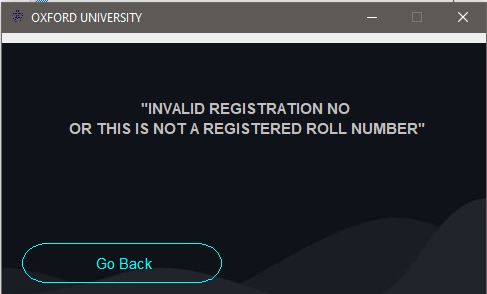 OXFORD UNIVERSITY
"INVALID REGISTRATION NO
OR THIS IS NOT A REGISTERED ROLL NUMBER"
Go Back